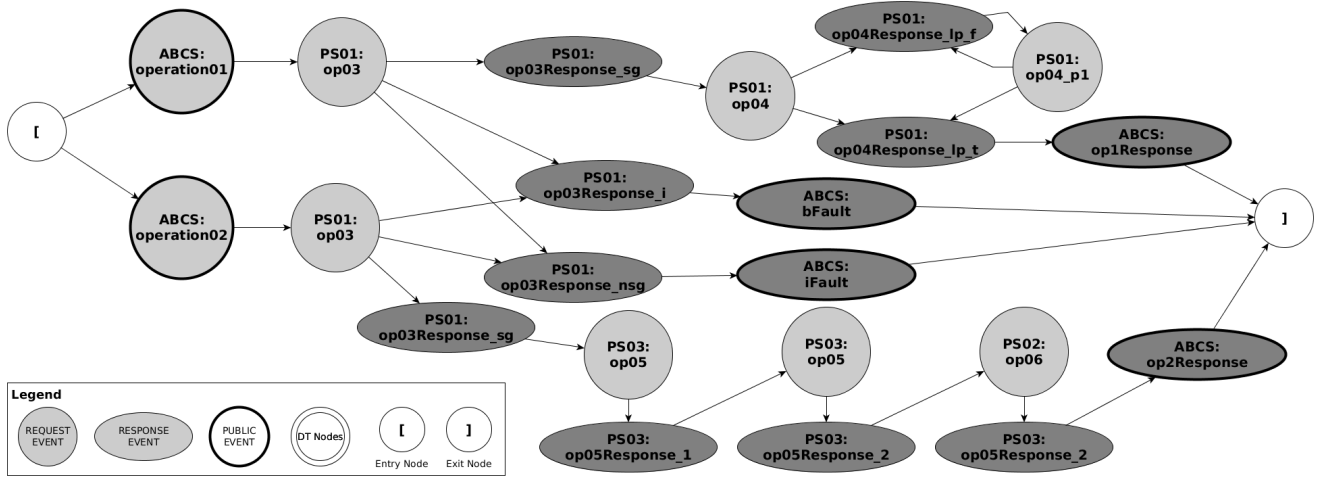 [
ABCS:
operation01
PS01:
op03
PS01:
op03Response_sg
PS01:
op04
PS01:
op04Response_lp_f
PS01:
op04_p1
PS01:
op04Response_lp_t
ABCS:
op1Response
ABCS:
operation02
PS01:
op03
PS01:
op03Response_i
ABCS:
bFault
]
PS01:
op03Response_nsg
ABCS:
iFault
PS01:
op03Response_sg
PS03:
op05
PS03:
op05
PS02:
op06
ABCS:
op2Response
PS03:
op05Response_1
PS03:
op05Response_2
PS03:
op05Response_2
Legend
REQUEST
EVENT
RESPONSE
EVENT
PUBLIC
EVENT
DT Nodes
[
Entry Node
]
Exit Node